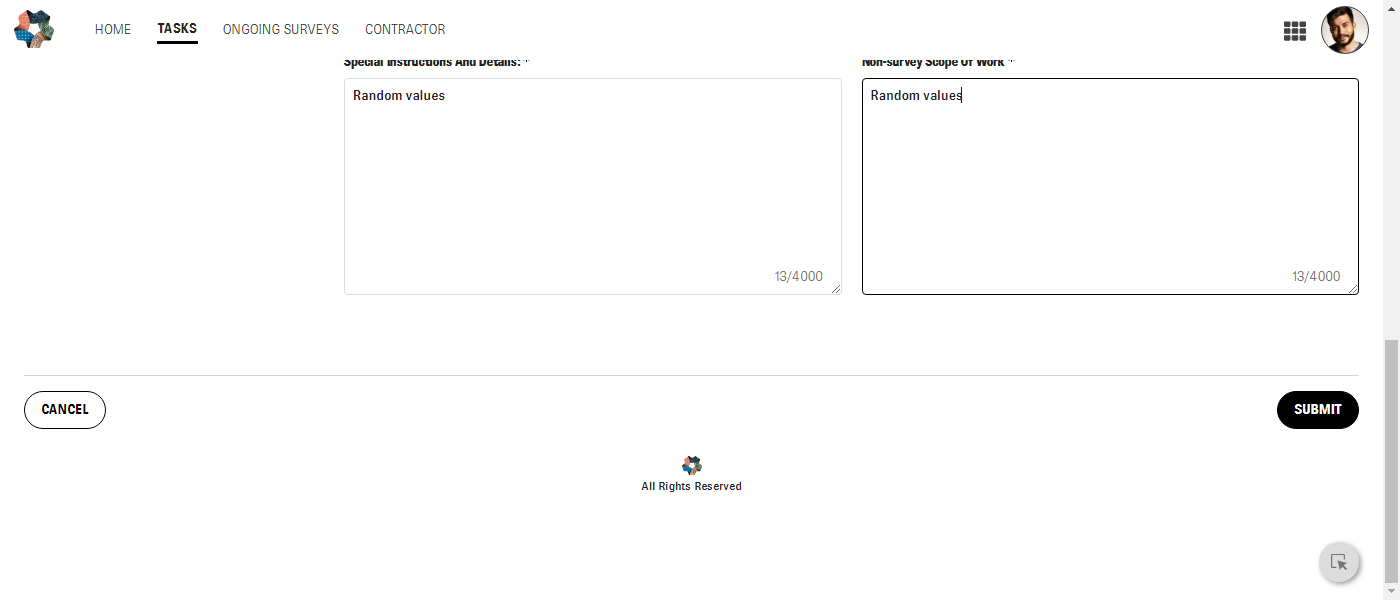 HOME TASKS ONGOING SURVEYS CONTRACTOR
Special Instructions And Details: * Non-survey Scope Of Work *
Random values Random values
13/4000 13/4000
CANCEL SUBMIT
All Rights Reserved